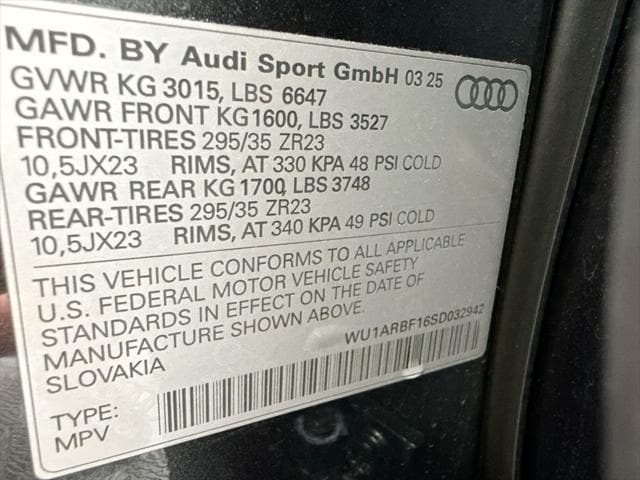 MFD. BY Audi Sport GmbH 03 25
GVWR KG 3015, LBS 6647
GAWR FRONT KG1600, LBS 3527
FRONT-TIRES 295/35 ZR23
10,5JX23 RIMS, AT 330 KPA 48 PSI COLD
GAWR REAR KG 1700, LBS 3748
REAR-TIRES 295/35 ZR23
10,5JX23 RIMS, AT 340 KPA 49 PSI COLD
THIS VEHICLE CONFORMS TO ALL APPLICABLE
U.S. FEDERAL MOTOR VEHICLE SAFETY
STANDARDS IN EFFECT ON THE DATE OF
MANUFACTURE SHOWN ABOVE.
SLOVAKIA
WU1ARBF16SD032942
TYPE:
MPV